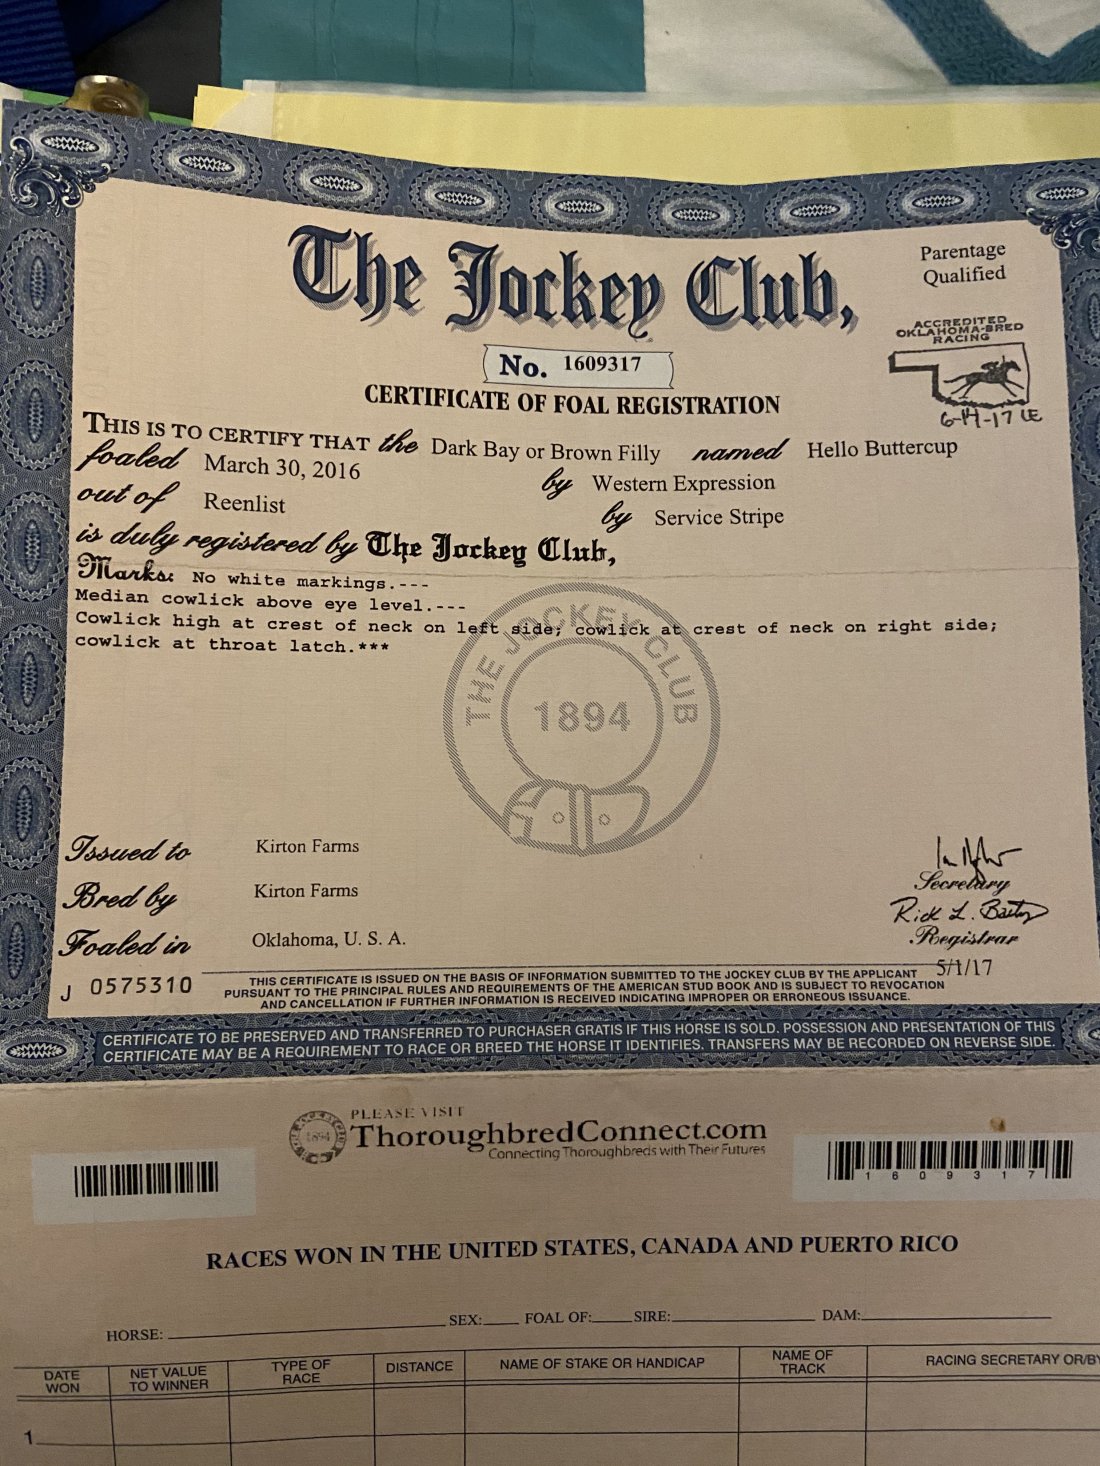 The Jockey Club,
Parentage
Qualified
ACCREDITED
OKLAHOMA-BRED
RACING
6-14-17
No. 1609317
CERTIFICATE OF FOAL REGISTRATION
THIS IS TO CERTIFY THAT the Dark Bay or Brown Filly named Hello Buttercup
foaled March 30, 2016 by Western Expression
out of Reenlist by Service Stripe
is duly registered by The Jockey Club,
Marks: No white markings.---
Median cowlick above eye level.---
Cowlick high at crest of neck on left side; cowlick at crest of neck on right side;
cowlick at throat latch.***
THE JOCKEY CLUB
1894
Issued to Kirton Farms
Secretary
Bred by Kirton Farms
Rick L. Bailey
Registrar
Foaled in Oklahoma, U. S. A.
5/1/17
J 0575310
THIS CERTIFICATE IS ISSUED ON THE BASIS OF INFORMATION SUBMITTED TO THE JOCKEY CLUB BY THE APPLICANT
PURSUANT TO THE PRINCIPAL RULES AND REQUIREMENTS OF THE AMERICAN STUD BOOK AND IS SUBJECT TO REVOCATION
AND CANCELLATION IF FURTHER INFORMATION IS RECEIVED INDICATING IMPROPER OR ERRONEOUS ISSUANCE.
CERTIFICATE TO BE PRESERVED AND TRANSFERRED TO PURCHASER GRATIS IF THIS HORSE IS SOLD. POSSESSION AND PRESENTATION OF THIS
CERTIFICATE MAY BE A REQUIREMENT TO RACE OR BREED THE HORSE IT IDENTIFIES. TRANSFERS MAY BE RECORDED ON REVERSE SIDE.
PLEASE VISIT
1894
ThoroughbredConnect.com
Connecting Thoroughbreds with Their Futures
1609317
RACES WON IN THE UNITED STATES, CANADA AND PUERTO RICO
HORSE: SEX: FOAL OF: SIRE: DAM:
DATE WON NET VALUE TO WINNER TYPE OF RACE DISTANCE NAME OF STAKE OR HANDICAP NAME OF TRACK RACING SECRETARY OR/BY
1